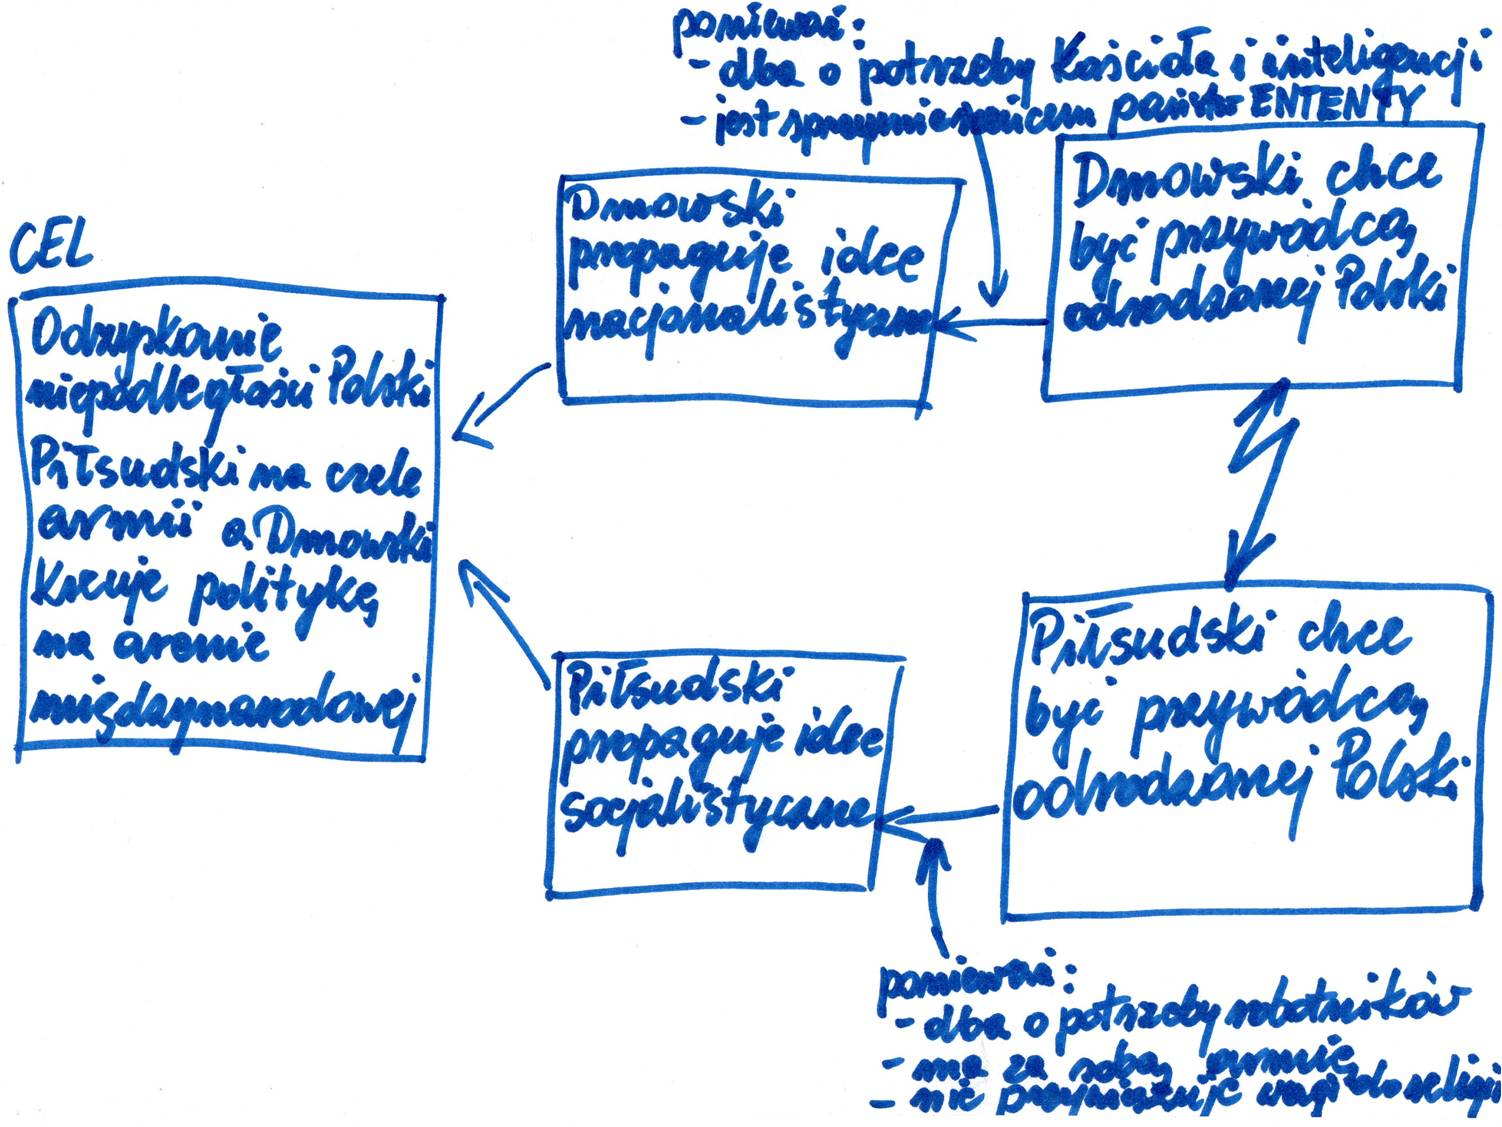 ponieważ:
- dba o potrzeby Kościoła i inteligencji
- jest sprzymierzeńcem państw ENTENTY
CEL
Odzyskanie
niepodległości Polski
Piłsudski na czele
armii a Dmowski
Kreuje politykę
na arenie
międzynarodowej
Dmowski
propaguje idee
nacjonalistyczne
Dmowski chce
być przywódcą
odrodzonej Polski
Piłsudski
propaguje idee
socjalistyczne
Piłsudski chce
być przywódcą
odrodzonej Polski
ponieważ:
- dba o potrzeby robotników
- ma za sobą armię
- nie przywiązuje wagi do religii